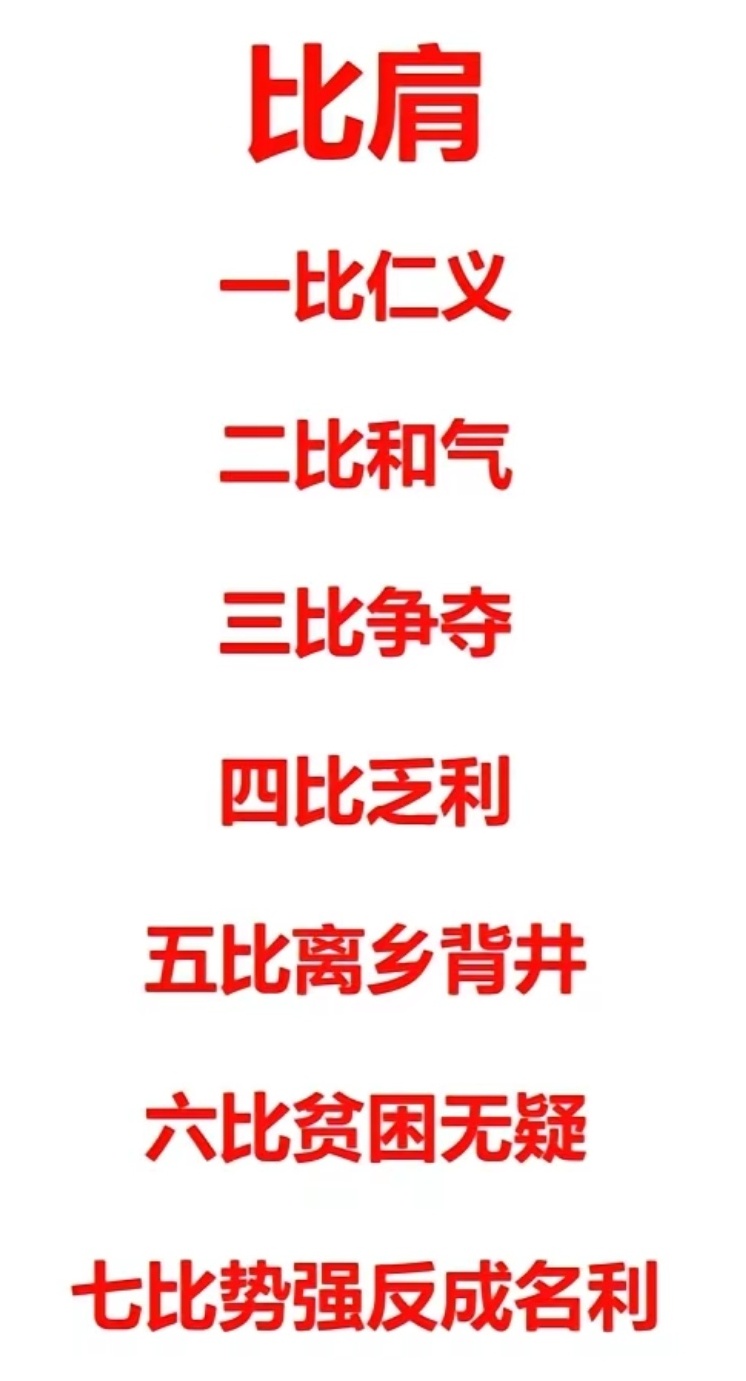 比肩
一比仁义
二比和气
三比争夺
四比乏利
五比离乡背井
六比贫困无疑
七比势强反成名利